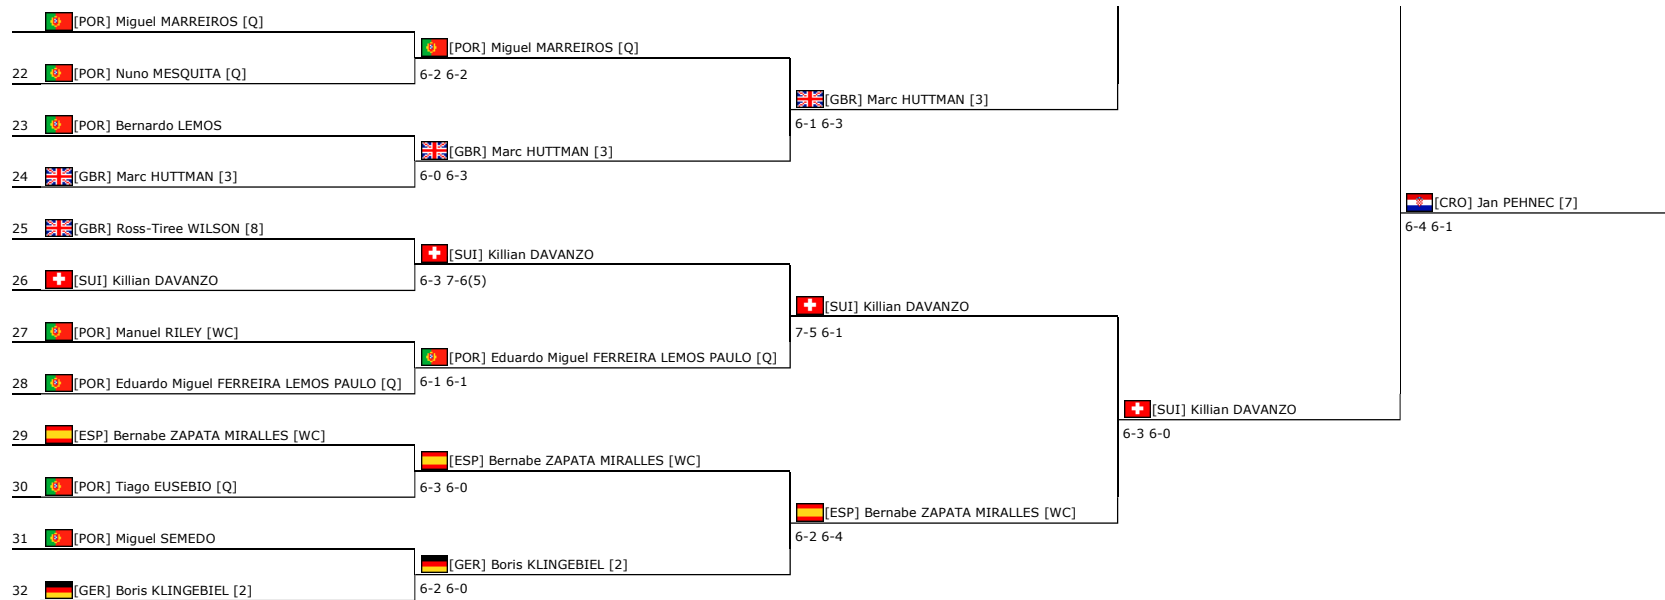 [POR] Miguel MARREIROS [Q]
[POR] Miguel MARREIROS [Q]
22 [POR] Nuno MESQUITA [Q]
6-2 6-2
[GBR] Marc HUTTMAN [3]
23 [POR] Bernardo LEMOS
6-1 6-3
[GBR] Marc HUTTMAN [3]
24 [GBR] Marc HUTTMAN [3]
6-0 6-3
[CRO] Jan PEHNEC [7]
25 [GBR] Ross-Tiree WILSON [8]
6-4 6-1
[SUI] Killian DAVANZO
26 [SUI] Killian DAVANZO
6-3 7-6(5)
[SUI] Killian DAVANZO
27 [POR] Manuel RILEY [WC]
7-5 6-1
[POR] Eduardo Miguel FERREIRA LEMOS PAULO [Q]
28 [POR] Eduardo Miguel FERREIRA LEMOS PAULO [Q]
6-1 6-1
[SUI] Killian DAVANZO
29 [ESP] Bernabe ZAPATA MIRALLES [WC]
6-3 6-0
[ESP] Bernabe ZAPATA MIRALLES [WC]
30 [POR] Tiago EUSEBIO [Q]
6-3 6-0
[ESP] Bernabe ZAPATA MIRALLES [WC]
31 [POR] Miguel SEMEDO
6-2 6-4
[GER] Boris KLINGEBIEL [2]
32 [GER] Boris KLINGEBIEL [2]
6-2 6-0